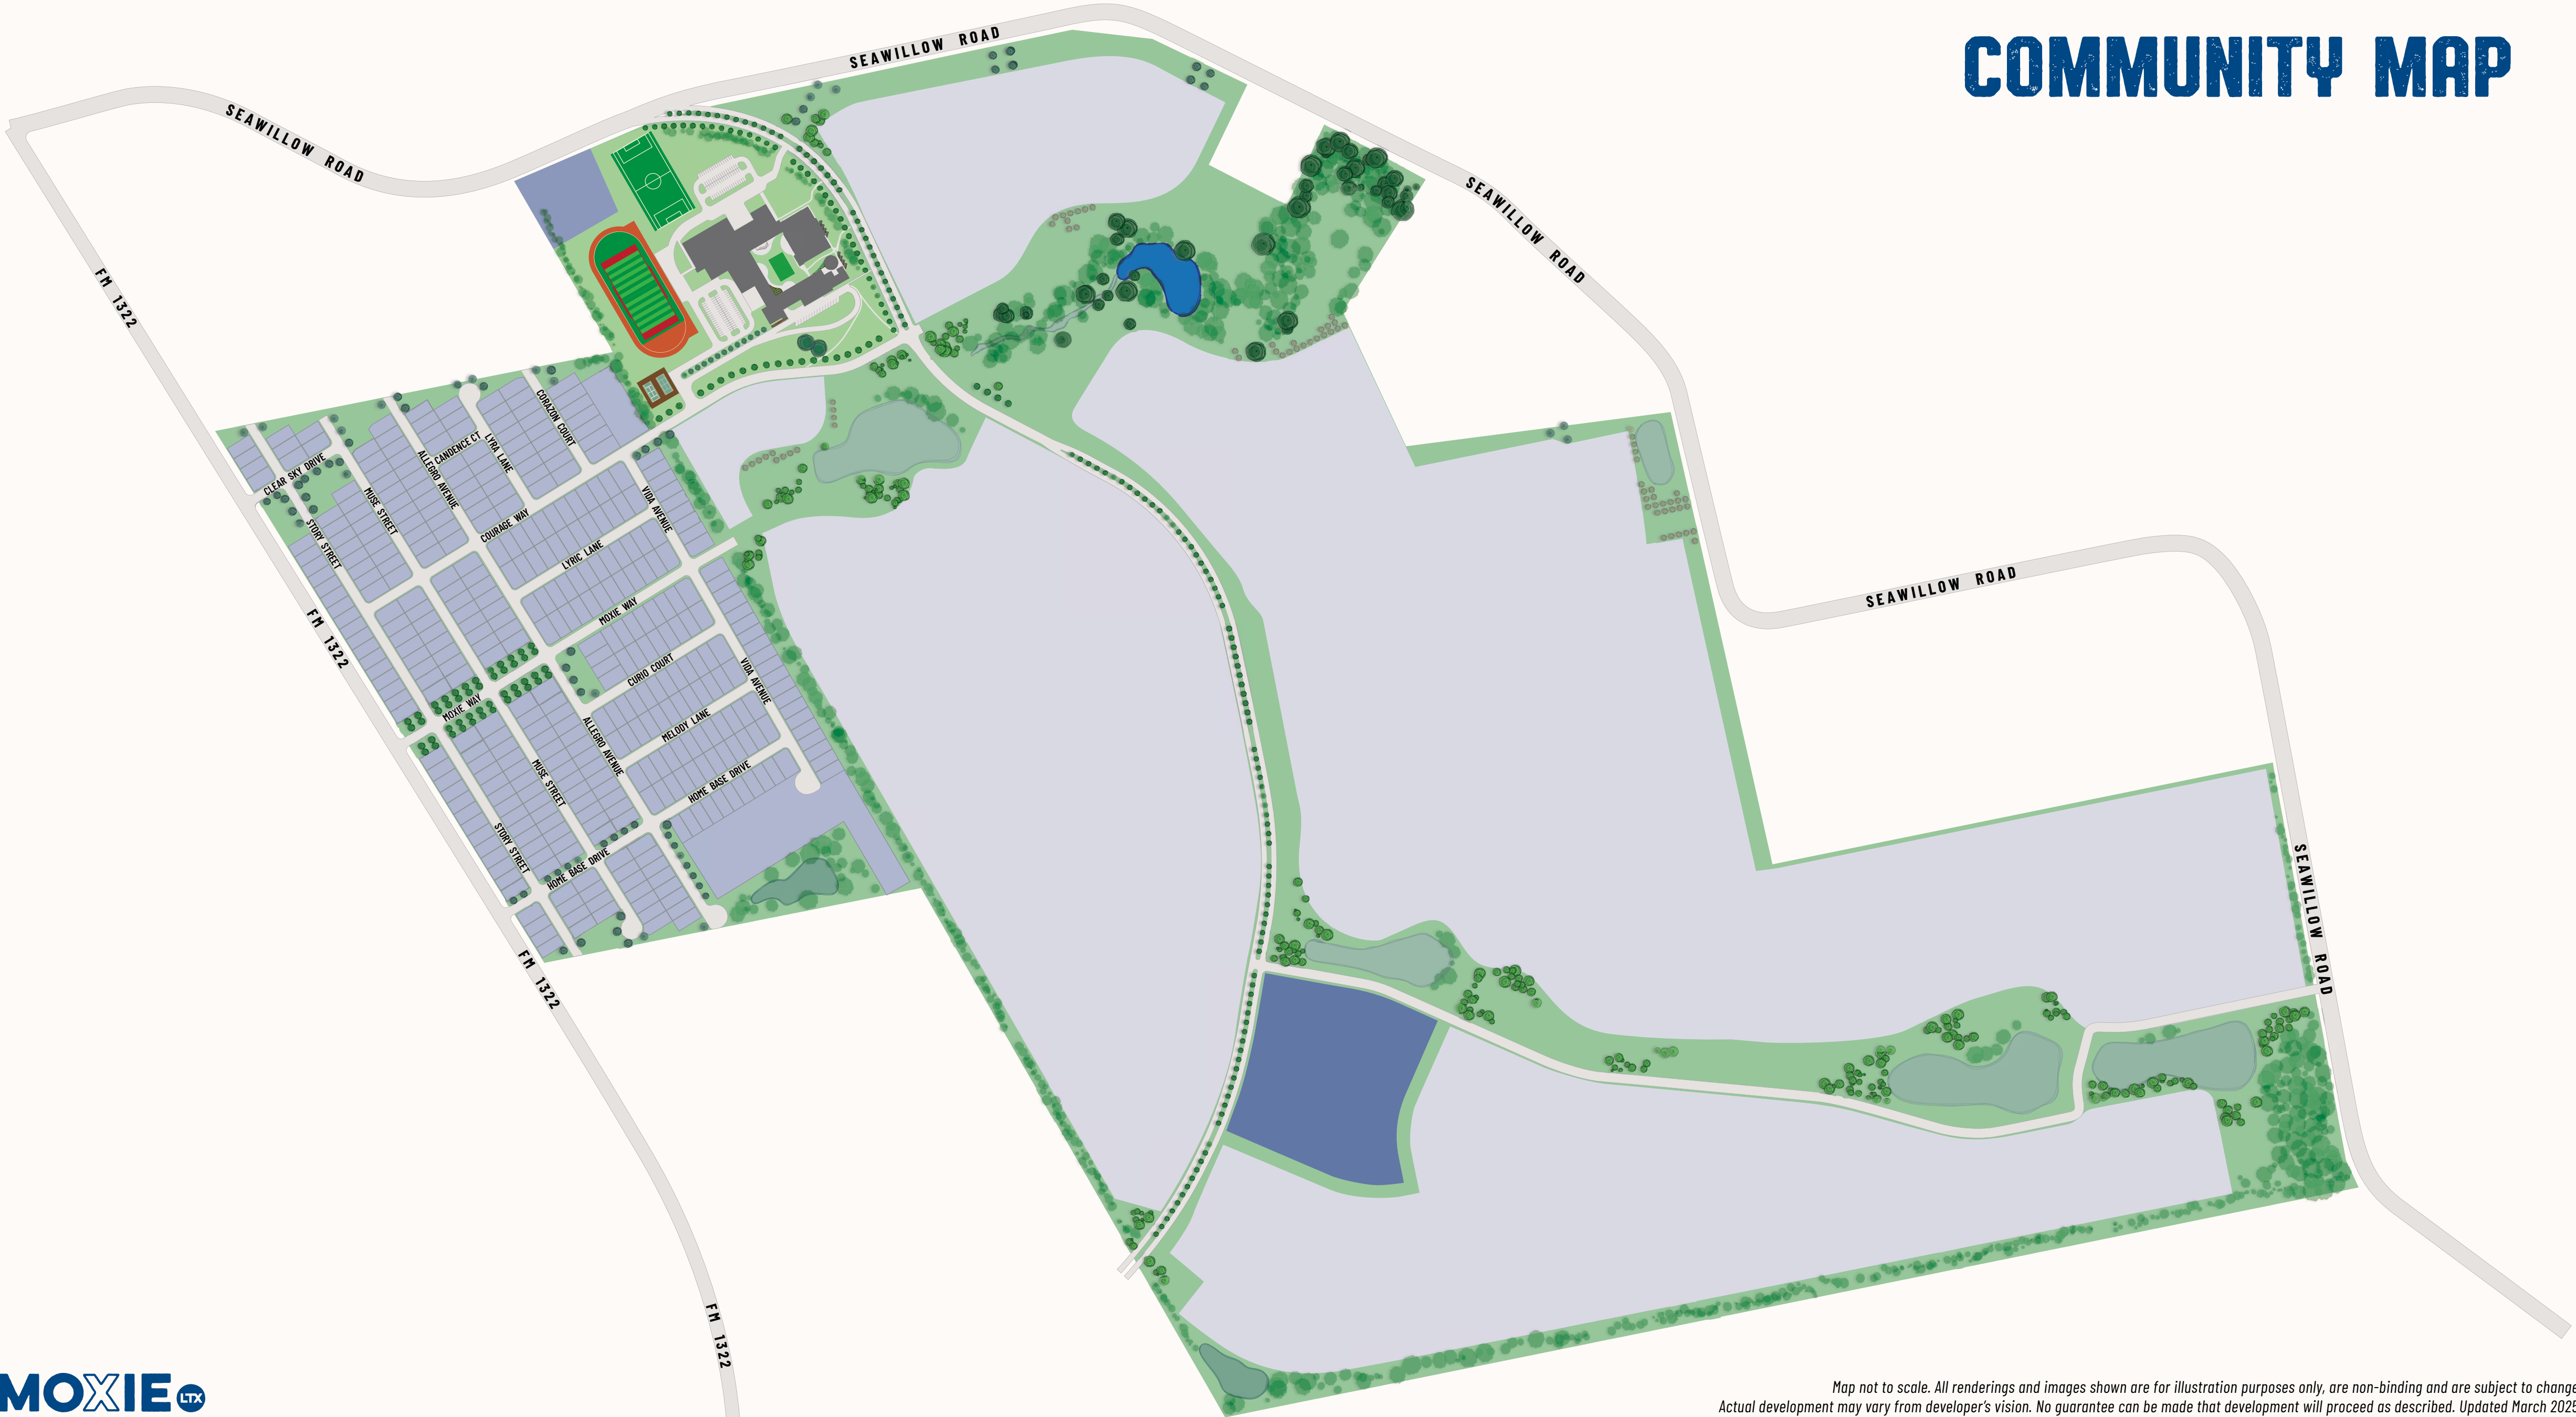 COMMUNITY MAP
SEAWILLOW ROAD
SEAWILLOW ROAD
SEAWILLOW ROAD
FM 1322
CORAZON COURT
CANDENCE CT
LYRA LANE
ALLEGRO AVENUE
CLEAR SKY DRIVE
MUSE STREET
STORY STREET
COURAGE WAY
VIDA AVENUE
LYRIC LANE
SEAWILLOW ROAD
MOXIE WAY
FM 1322
CURIO COURT
VIDA AVENUE
MOXIE WAY
MELODY LANE
ALLEGRO AVENUE
HOME BASE DRIVE
MUSE STREET
STORY STREET
HOME BASE DRIVE
SEAWILLOW ROAD
FM 1322
FM 1322
MOXIE LTX
Map not to scale. All renderings and images shown are for illustration purposes only, are non-binding and are subject to change
Actual development may vary from developer's vision. No guarantee can be made that development will proceed as described. Updated March 2025